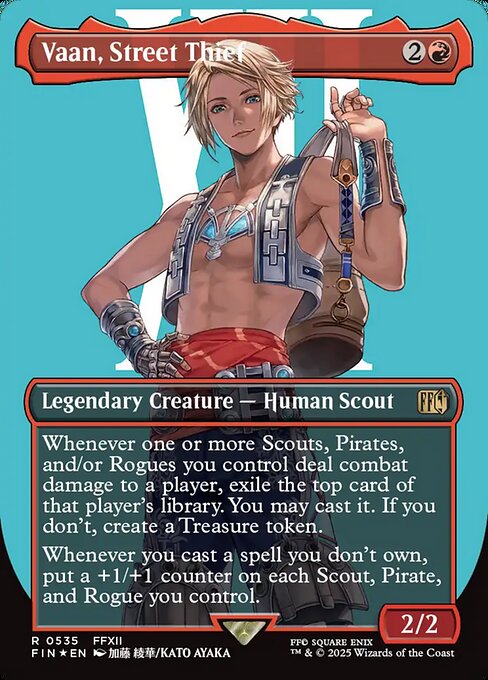 XII
Vaan, Street Thief 2
Legendary Creature — Human Scout FFXII
Whenever one or more Scouts, Pirates,
and/or Rogues you control deal combat
damage to a player, exile the top card of
that player's library. You may cast it. If you
don't, create a Treasure token.
Whenever you cast a spell you don't own,
put a +1/+1 counter on each Scout, Pirate,
and Rogue you control.
2/2
R 0535 FFXII
FIN★EN 加藤 綾華/KATO AYAKA
FF© SQUARE ENIX
™ & © 2025 Wizards of the Coast